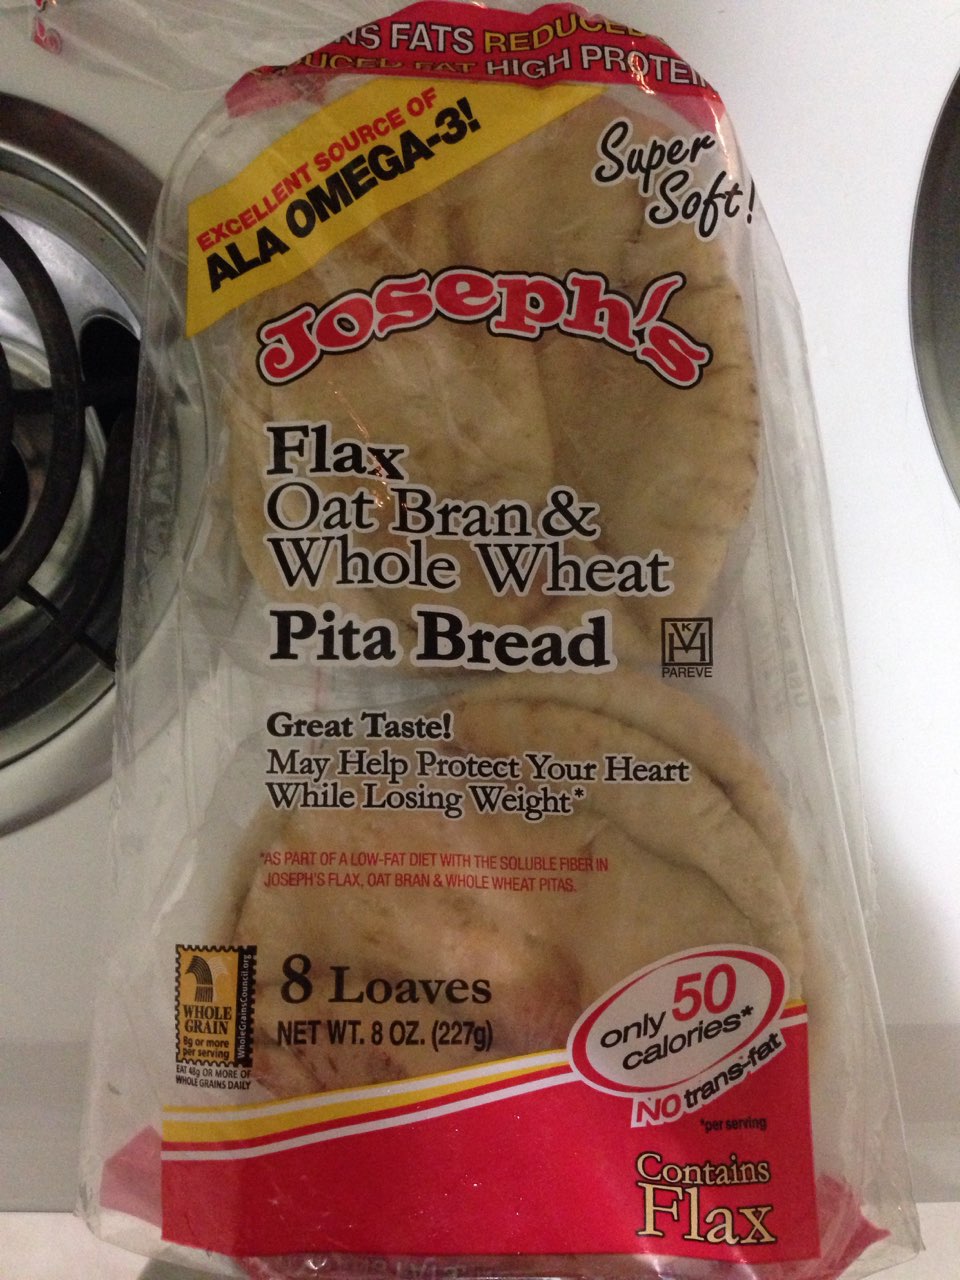 NS FATS REDUCED
UCED FAT HIGH PROTEIN
EXCELLENT SOURCE OF
ALA OMEGA-3!
Super
Soft!
Joseph's
Flax
Oat Bran &
Whole Wheat
Pita Bread
K
PAREVE
Great Taste!
May Help Protect Your Heart
While Losing Weight*
*AS PART OF A LOW-FAT DIET WITH THE SOLUBLE FIBER IN
JOSEPH'S FLAX, OAT BRAN & WHOLE WHEAT PITAS.
WHOLE
GRAIN
8g or more
per serving
WholeGrainsCouncil.org
EAT 48g OR MORE OF
WHOLE GRAINS DAILY
8 Loaves
NET WT. 8 OZ. (227g)
only 50
calories*
NO trans-fat
*per serving
Contains
Flax